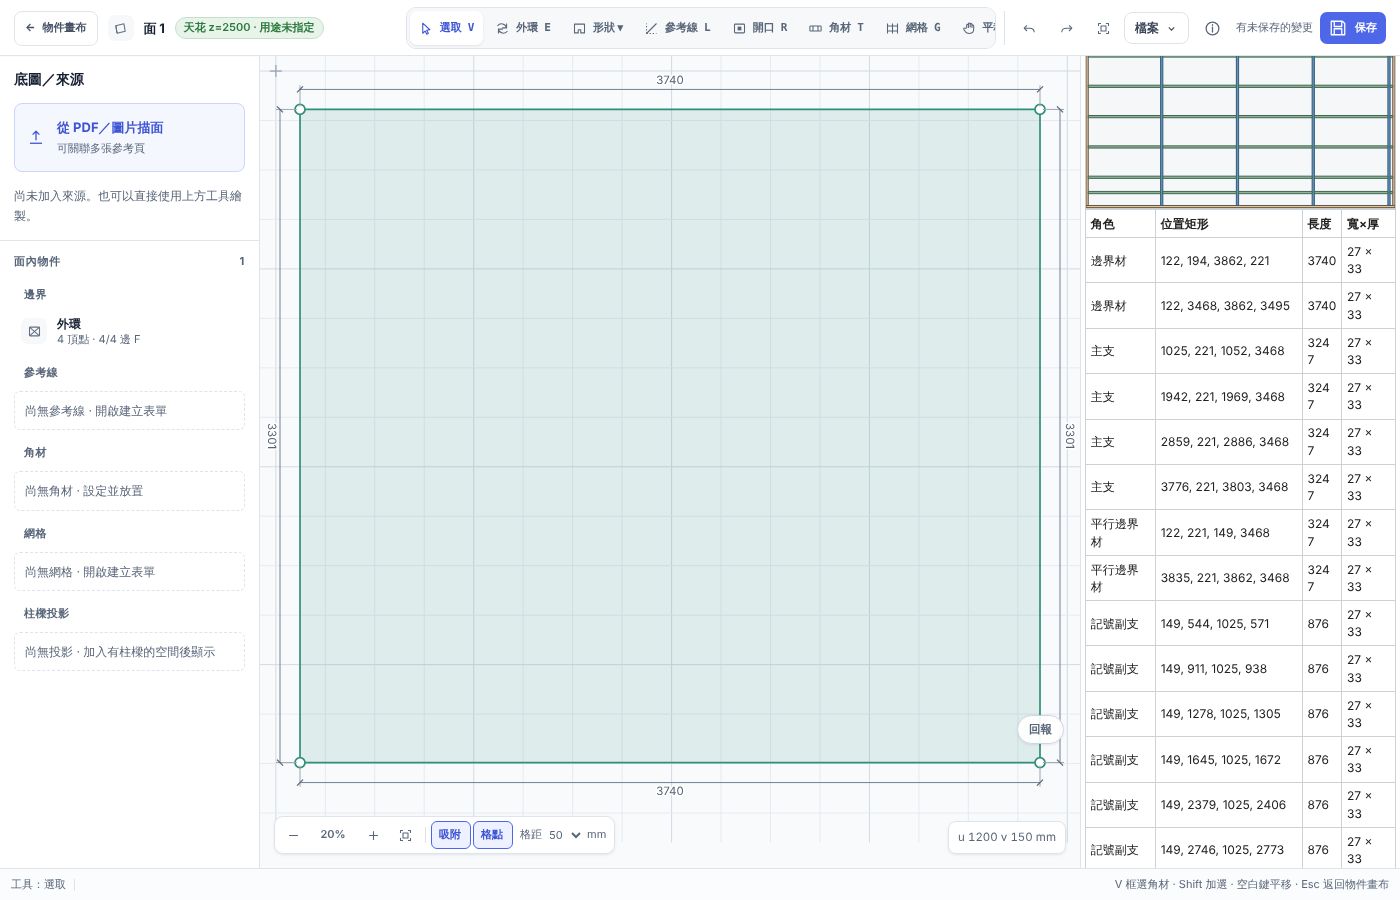 物件畫布
面 1
天花 z=2500 · 用途未指定
選取 V
外環 E
形狀▾
參考線 L
開口 R
角材 T
網格 G
檔案
有未保存的變更
保存
底圖／來源
從 PDF／圖片描面
可關聯多張參考頁
尚未加入來源。也可以直接使用上方工具繪
製。
面內物件 1
邊界
外環
4 頂點 · 4/4 邊 F
參考線
尚無參考線 · 開啟建立表單
角材
尚無角材 · 設定並放置
網格
尚無網格 · 開啟建立表單
柱樑投影
尚無投影 · 加入有柱樑的空間後顯示
3740
3301
3301
回報
3740
20%
吸附
格點
格距 50 mm
u 1200 v 150 mm
角色 位置矩形 長度 寬×厚
邊界材 122, 194, 3862, 221 3740 27 ×
33
邊界材 122, 3468, 3862, 3495 3740 27 ×
33
主支 1025, 221, 1052, 3468 324 27 ×
7 33
主支 1942, 221, 1969, 3468 324 27 ×
7 33
主支 2859, 221, 2886, 3468 324 27 ×
7 33
主支 3776, 221, 3803, 3468 324 27 ×
7 33
平行邊界 122, 221, 149, 3468 324 27 ×
材 7 33
平行邊界 3835, 221, 3862, 3468 324 27 ×
材 7 33
記號副支 149, 544, 1025, 571 876 27 ×
33
記號副支 149, 911, 1025, 938 876 27 ×
33
記號副支 149, 1278, 1025, 1305 876 27 ×
33
記號副支 149, 1645, 1025, 1672 876 27 ×
33
記號副支 149, 2379, 1025, 2406 876 27 ×
33
記號副支 149, 2746, 1025, 2773 876 27 ×
33
工具：選取
V 框選角材 · Shift 加選 · 空白鍵平移 · Esc 返回物件畫布